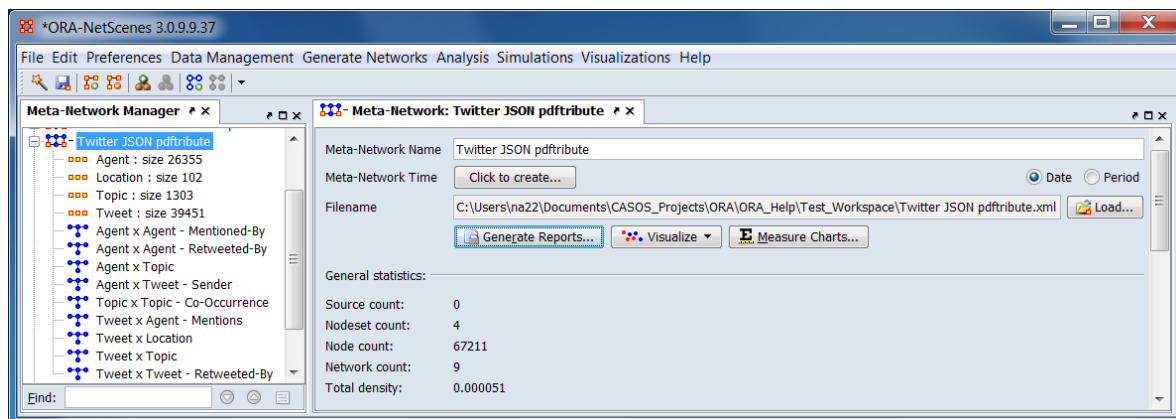 *ORA-NetScenes 3.0.9.9.37
File Edit Preferences Data Management Generate Networks Analysis Simulations Visualizations Help
Meta-Network Manager
Twitter JSON pdftribute
Agent : size 26355
Location : size 102
Topic : size 1303
Tweet : size 39451
Agent x Agent - Mentioned-By
Agent x Agent - Retweeted-By
Agent x Topic
Agent x Tweet - Sender
Topic x Topic - Co-Occurrence
Tweet x Agent - Mentions
Tweet x Location
Tweet x Topic
Tweet x Tweet - Retweeted-By
Find:
Meta-Network: Twitter JSON pdftribute
Meta-Network Name Twitter JSON pdftribute
Meta-Network Time Click to create... Date Period
Filename C:\Users\na22\Documents\CASOS_Projects\ORA\ORA_Help\Test_Workspace\Twitter JSON pdftribute.xml Load...
Generate Reports... Visualize Measure Charts...
General statistics:
Source count: 0
Nodeset count: 4
Node count: 67211
Network count: 9
Total density: 0.000051